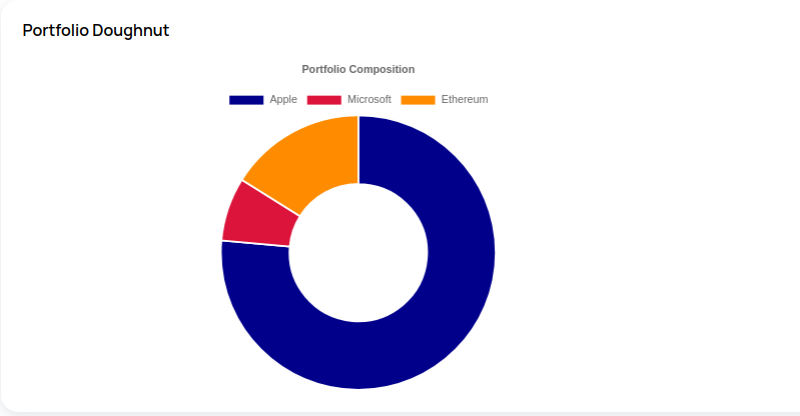 Portfolio Doughnut
Portfolio Composition
Apple Microsoft Ethereum